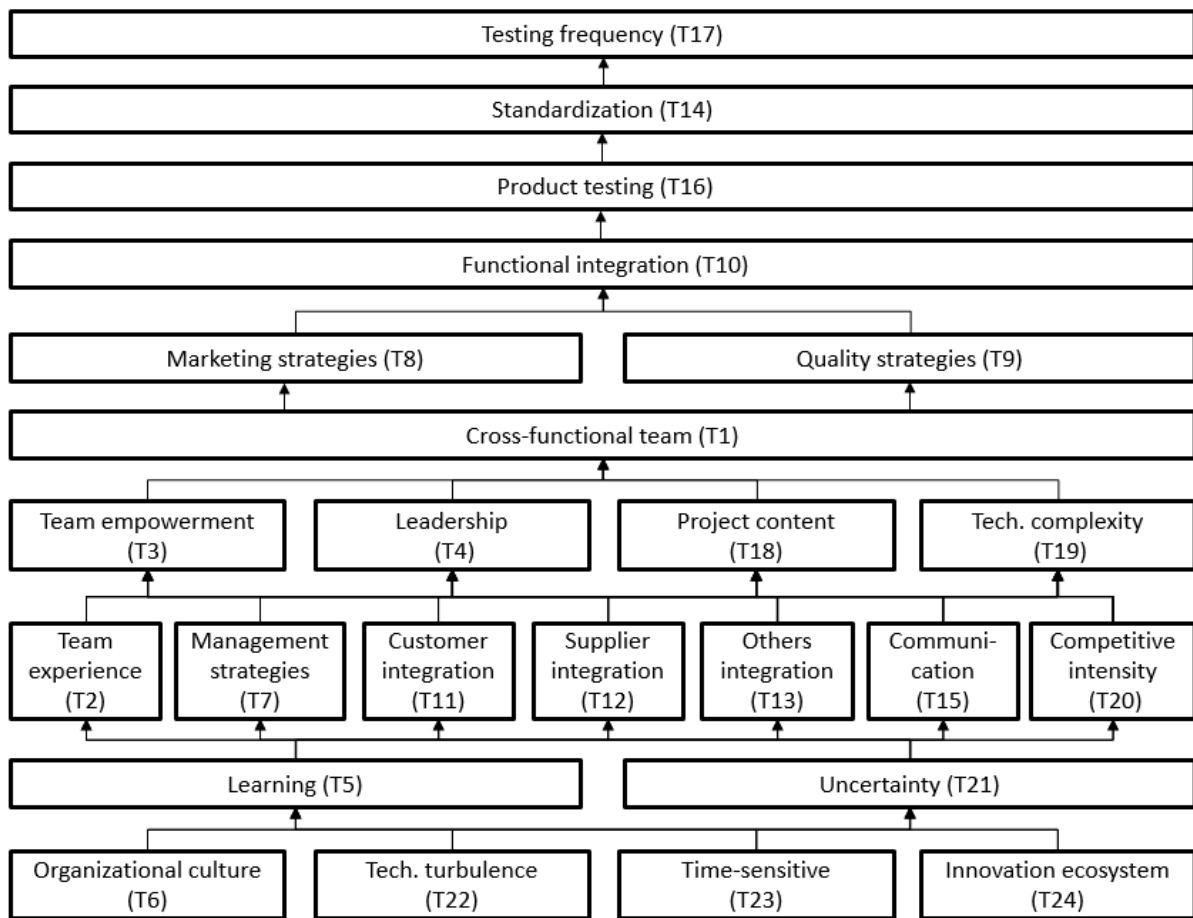 Testing frequency (T17)
Standardization (T14)
Product testing (T16)
Functional integration (T10)
Marketing strategies (T8)
Quality strategies (T9)
Cross-functional team (T1)
Team empowerment
(T3)
Leadership
(T4)
Project content
(T18)
Tech. complexity
(T19)
Team
experience
(T2)
Management
strategies
(T7)
Customer
integration
(T11)
Supplier
integration
(T12)
Others
integration
(T13)
Communi-
cation
(T15)
Competitive
intensity
(T20)
Learning (T5)
Uncertainty (T21)
Organizational culture
(T6)
Tech. turbulence
(T22)
Time-sensitive
(T23)
Innovation ecosystem
(T24)